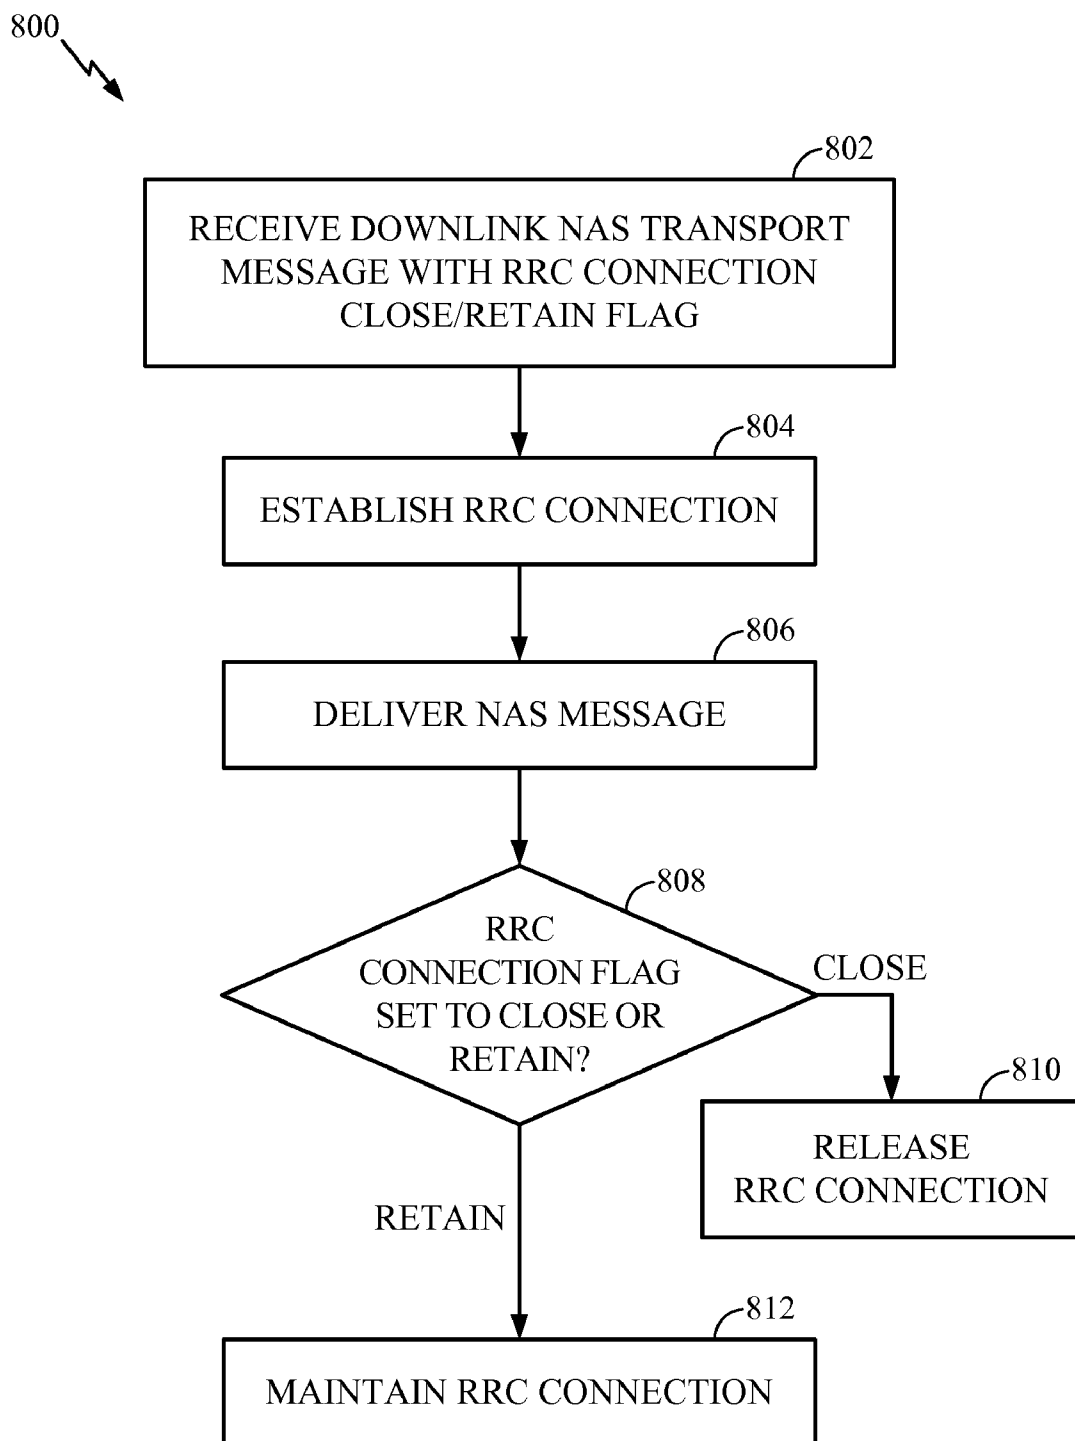 800
802
RECEIVE DOWNLINK NAS TRANSPORT
MESSAGE WITH RRC CONNECTION
CLOSE/RETAIN FLAG
804
ESTABLISH RRC CONNECTION
806
DELIVER NAS MESSAGE
808
RRC
CONNECTION FLAG
SET TO CLOSE OR
RETAIN?
CLOSE
810
RELEASE
RRC CONNECTION
RETAIN
812
MAINTAIN RRC CONNECTION